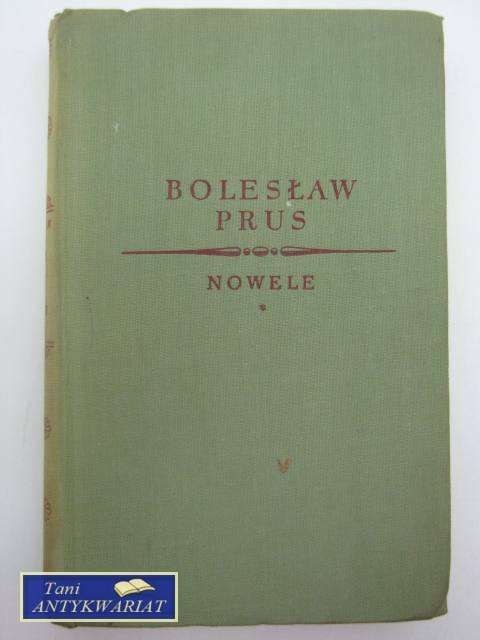 BOLESŁAW
PRUS
NOWELE
*
Tani
ANTYKWARIAT